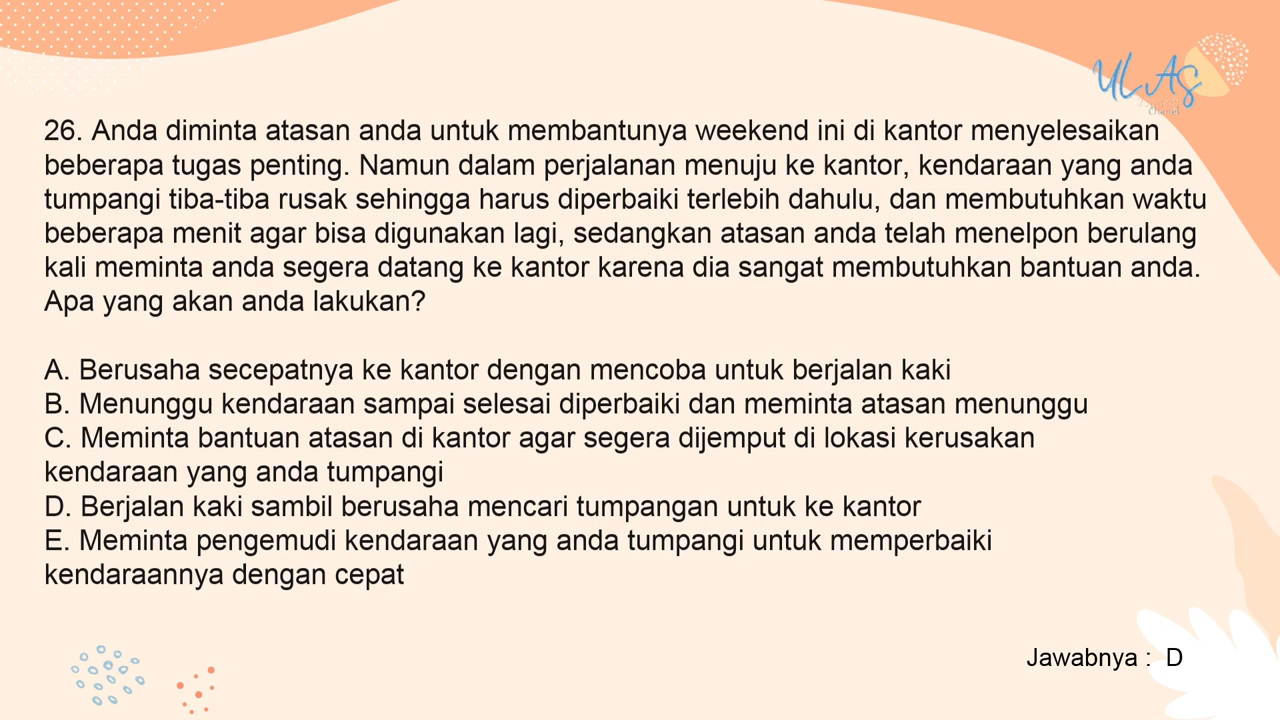 ULAS
Channel
26. Anda diminta atasan anda untuk membantunya weekend ini di kantor menyelesaikan
beberapa tugas penting. Namun dalam perjalanan menuju ke kantor, kendaraan yang anda
tumpangi tiba-tiba rusak sehingga harus diperbaiki terlebih dahulu, dan membutuhkan waktu
beberapa menit agar bisa digunakan lagi, sedangkan atasan anda telah menelpon berulang
kali meminta anda segera datang ke kantor karena dia sangat membutuhkan bantuan anda.
Apa yang akan anda lakukan?
A. Berusaha secepatnya ke kantor dengan mencoba untuk berjalan kaki
B. Menunggu kendaraan sampai selesai diperbaiki dan meminta atasan menunggu
C. Meminta bantuan atasan di kantor agar segera dijemput di lokasi kerusakan
kendaraan yang anda tumpangi
D. Berjalan kaki sambil berusaha mencari tumpangan untuk ke kantor
E. Meminta pengemudi kendaraan yang anda tumpangi untuk memperbaiki
kendaraannya dengan cepat
Jawabnya : D